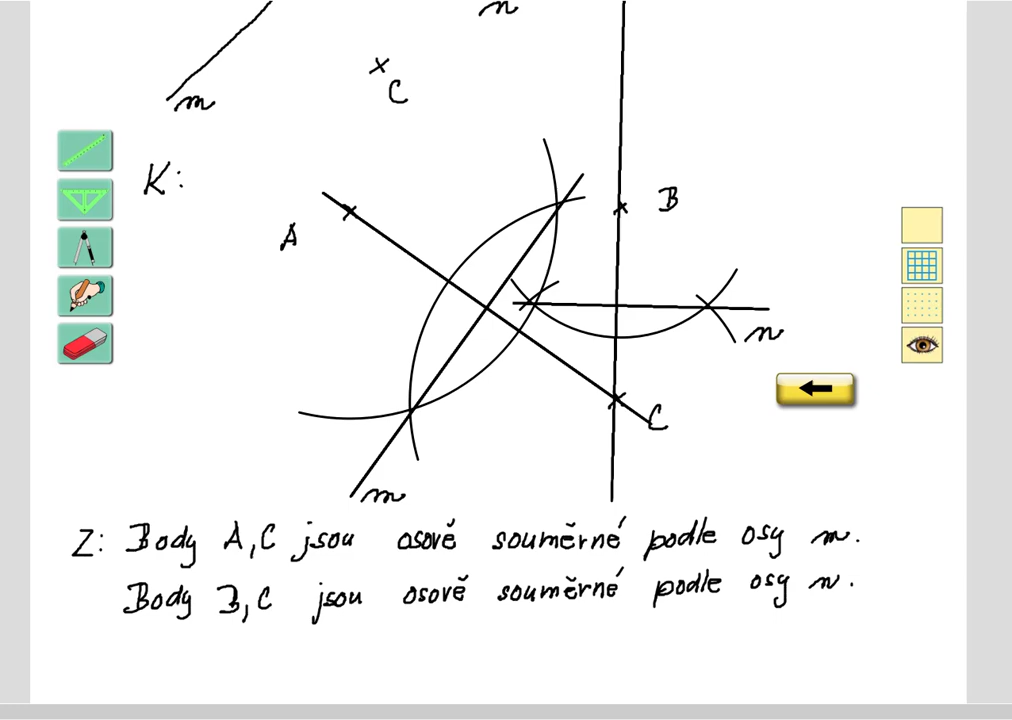 n
m
C
K:
A
B
n
C
m
Z: Body A,C jsou osově souměrné podle osy m.
Body B,C jsou osově souměrné podle osy n.